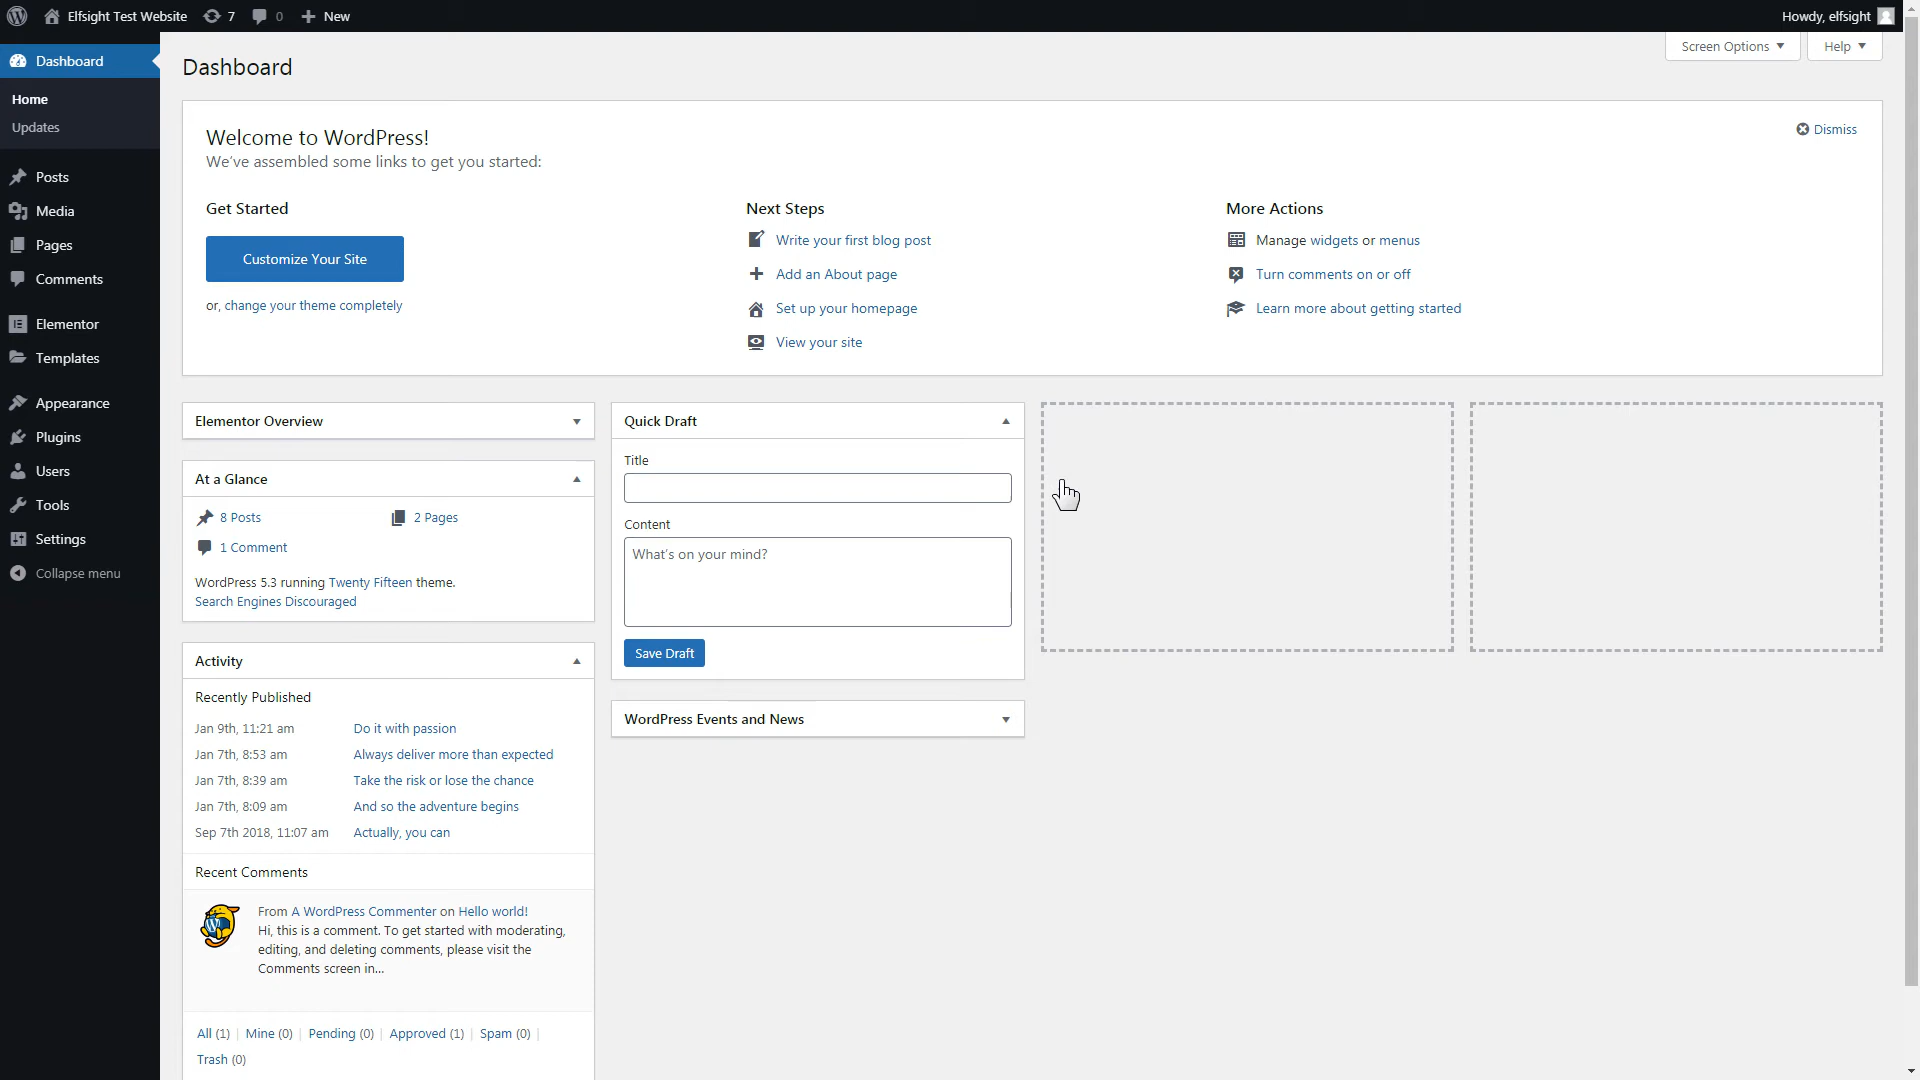 Elfsight Test Website 7 0 New Howdy, elfsight
Screen Options Help
Dashboard
Home
Updates
Posts
Media
Pages
Comments
Elementor
Templates
Appearance
Plugins
Users
Tools
Settings
Collapse menu
Dashboard
Welcome to WordPress!
We've assembled some links to get you started:
Dismiss
Get Started
Customize Your Site
or, change your theme completely
Next Steps
Write your first blog post
Add an About page
Set up your homepage
View your site
More Actions
Manage widgets or menus
Turn comments on or off
Learn more about getting started
Elementor Overview
At a Glance
8 Posts 2 Pages
1 Comment
WordPress 5.3 running Twenty Fifteen theme.
Search Engines Discouraged
Activity
Recently Published
Jan 9th, 11:21 am Do it with passion
Jan 7th, 8:53 am Always deliver more than expected
Jan 7th, 8:39 am Take the risk or lose the chance
Jan 7th, 8:09 am And so the adventure begins
Sep 7th 2018, 11:07 am Actually, you can
Recent Comments
From A WordPress Commenter on Hello world!
Hi, this is a comment. To get started with moderating,
editing, and deleting comments, please visit the
Comments screen in...
All (1) | Mine (0) | Pending (0) | Approved (1) | Spam (0) |
Trash (0)
Quick Draft
Title
Content
What's on your mind?
Save Draft
WordPress Events and News